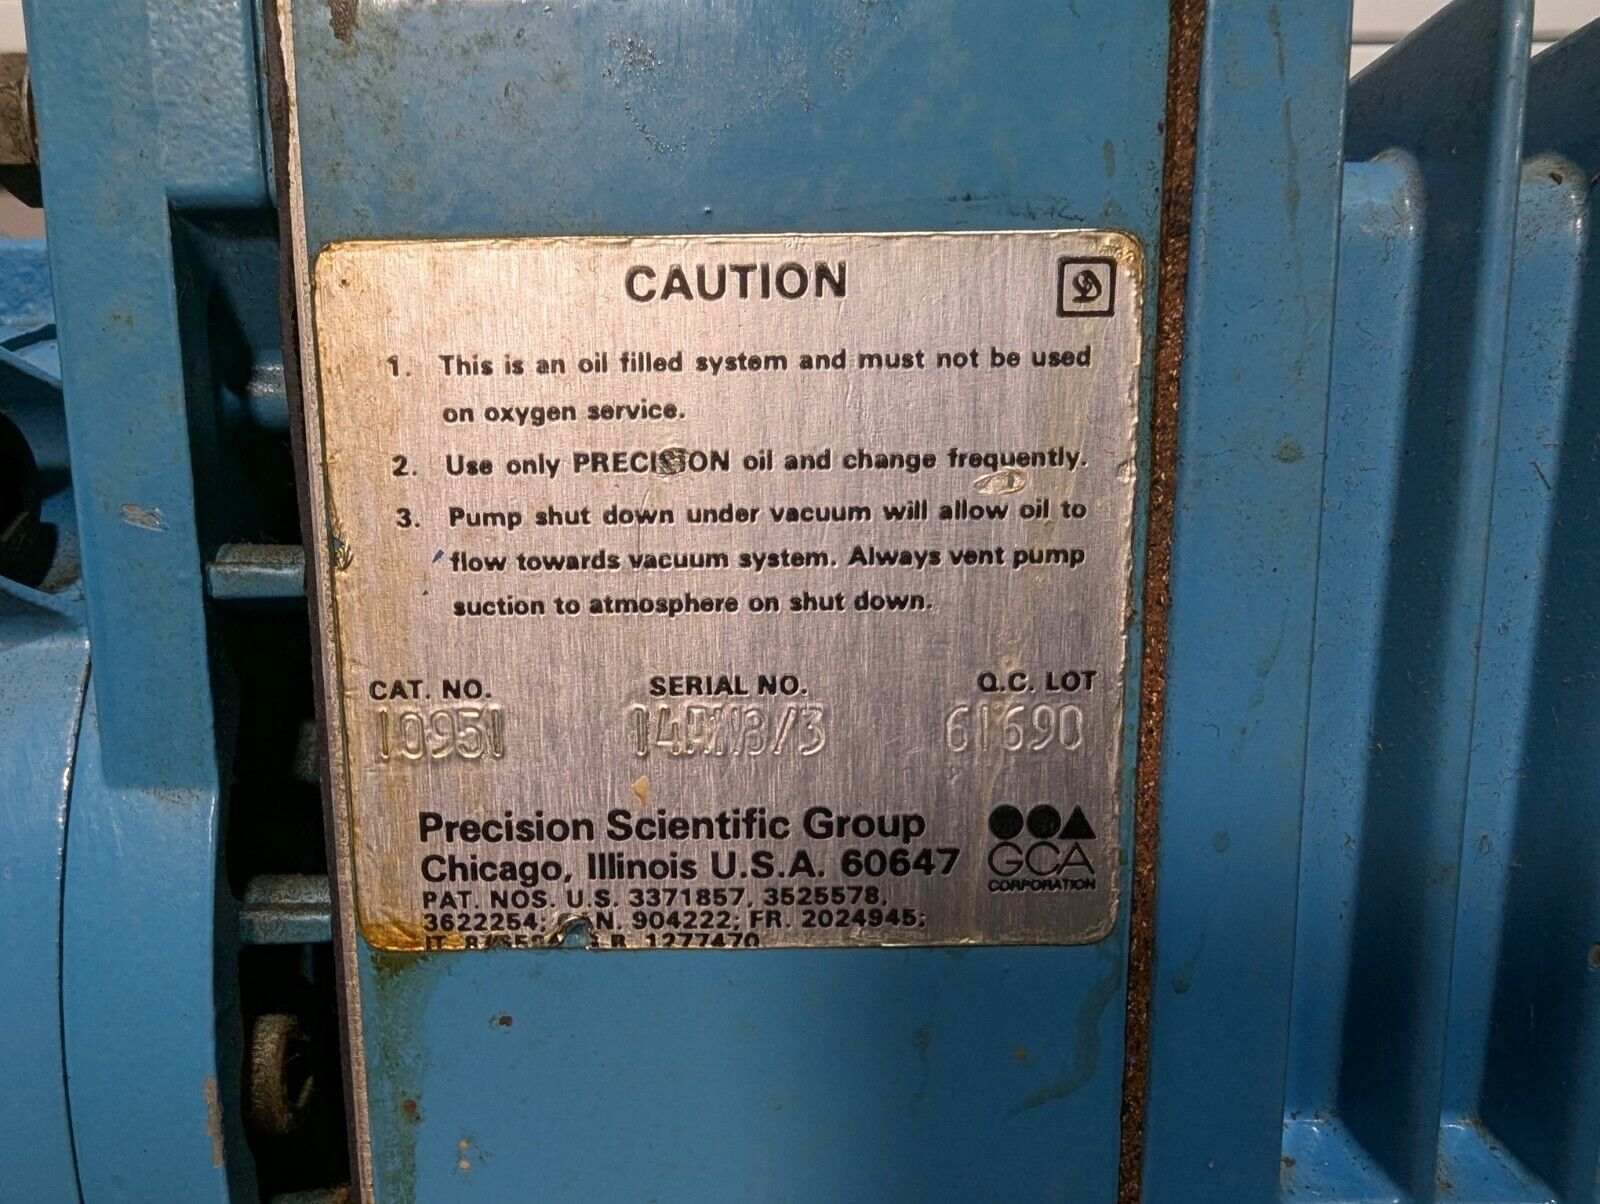 CAUTION
1. This is an oil filled system and must not be used
on oxygen service.
2. Use only PRECISION oil and change frequently.
3. Pump shut down under vacuum will allow oil to
flow towards vacuum system. Always vent pump
suction to atmosphere on shut down.
CAT. NO. SERIAL NO. Q.C. LOT
10951 61690
Precision Scientific Group
Chicago, Illinois U.S.A. 60647
GCA
CORPORATION
PAT. NOS. U.S. 3371857, 3525578,
3622254; 904222; FR. 2024945;
IT. 1277470